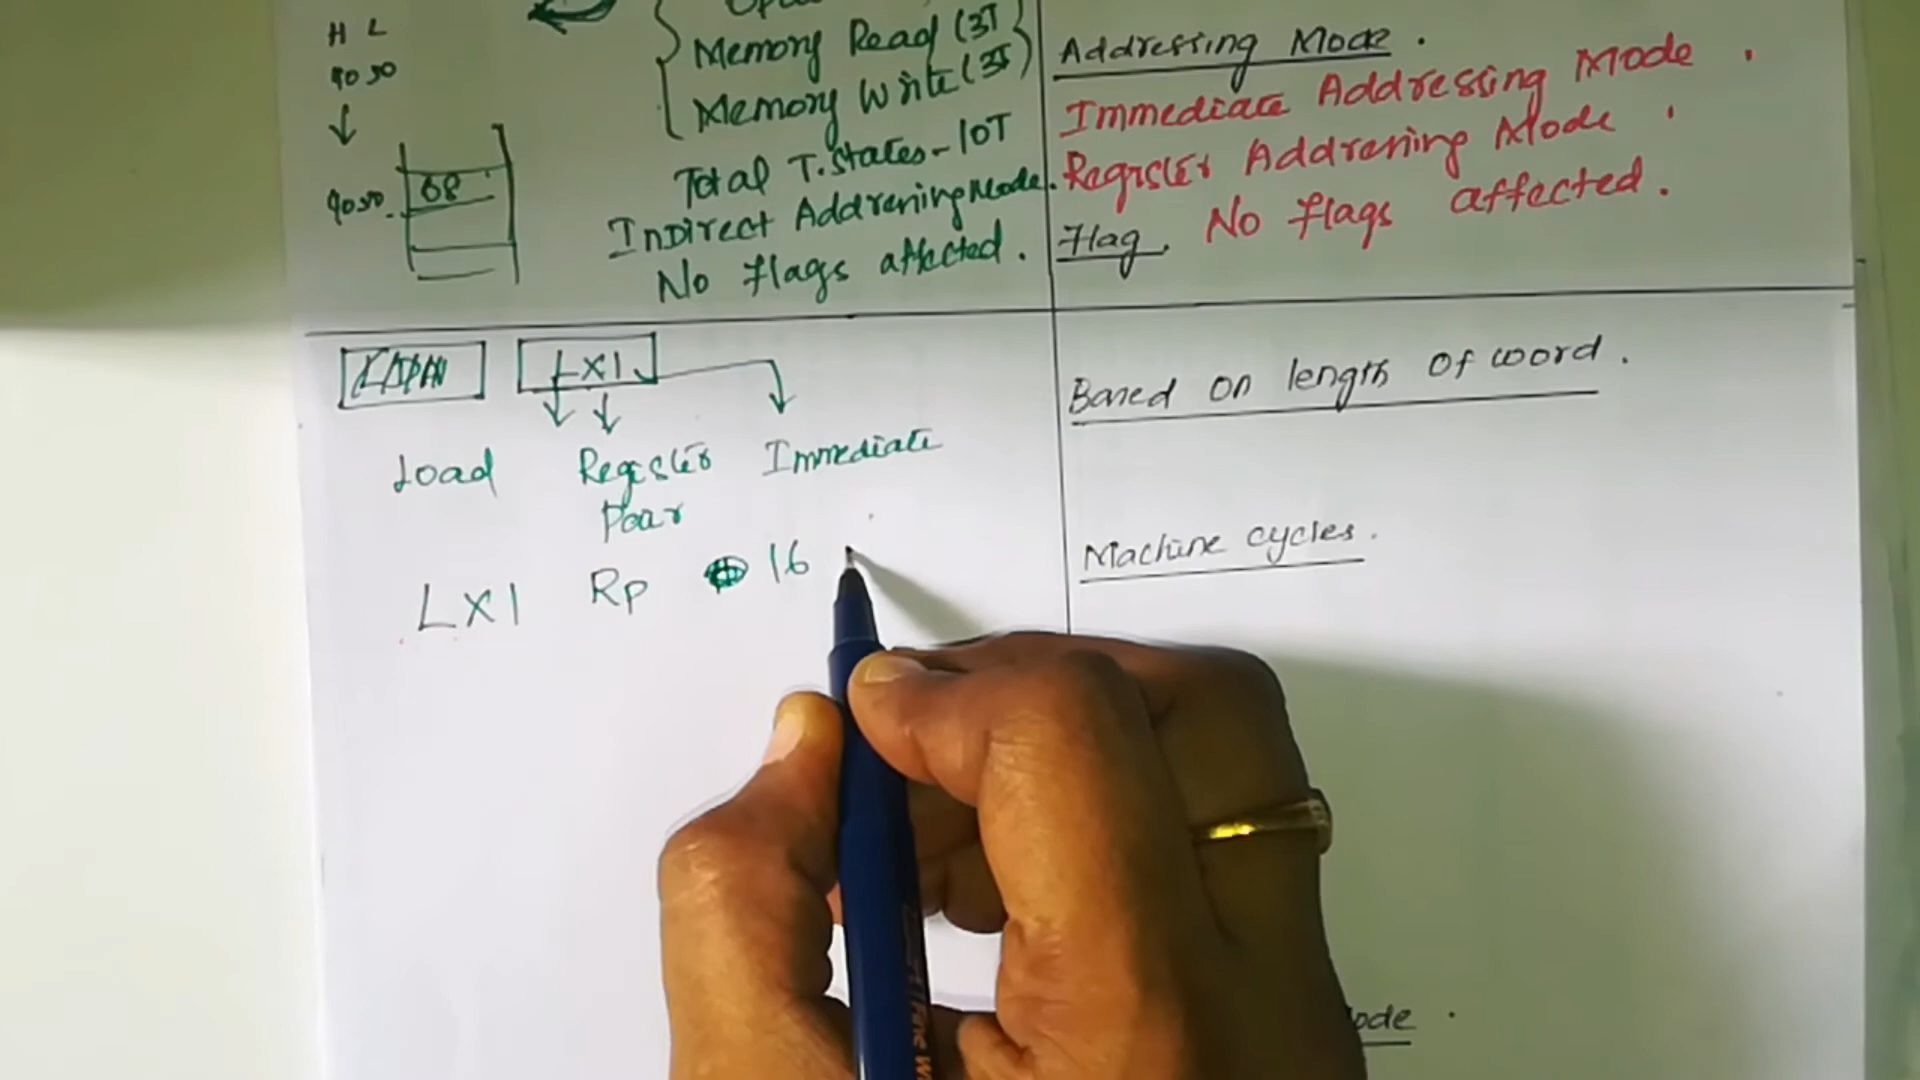 H L
9050
9050.
68
Memory Read (3T
Memory Write (3T)
Total T.States - 10T
Indirect Addressing Mode.
No flags affected.
Addressing Mode.
Immediate Addressing Mode.
Register Addressing Mode.
Flag. No flags affected.
LXI
Load Register Pair Immediate
LXI Rp 16
Based on length of word.
Machine cycles.
ode.